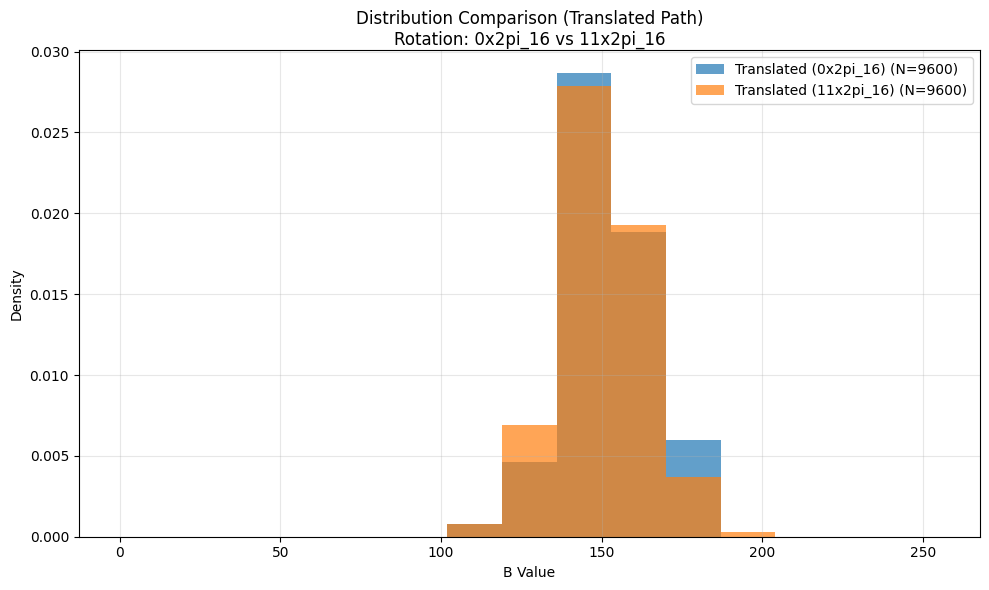 Distribution Comparison (Translated Path)
Rotation: 0x2pi_16 vs 11x2pi_16
Translated (0x2pi_16) (N=9600)
Translated (11x2pi_16) (N=9600)
Density
0.030
0.025
0.020
0.015
0.010
0.005
0.000
0 50 100 150 200 250
B Value